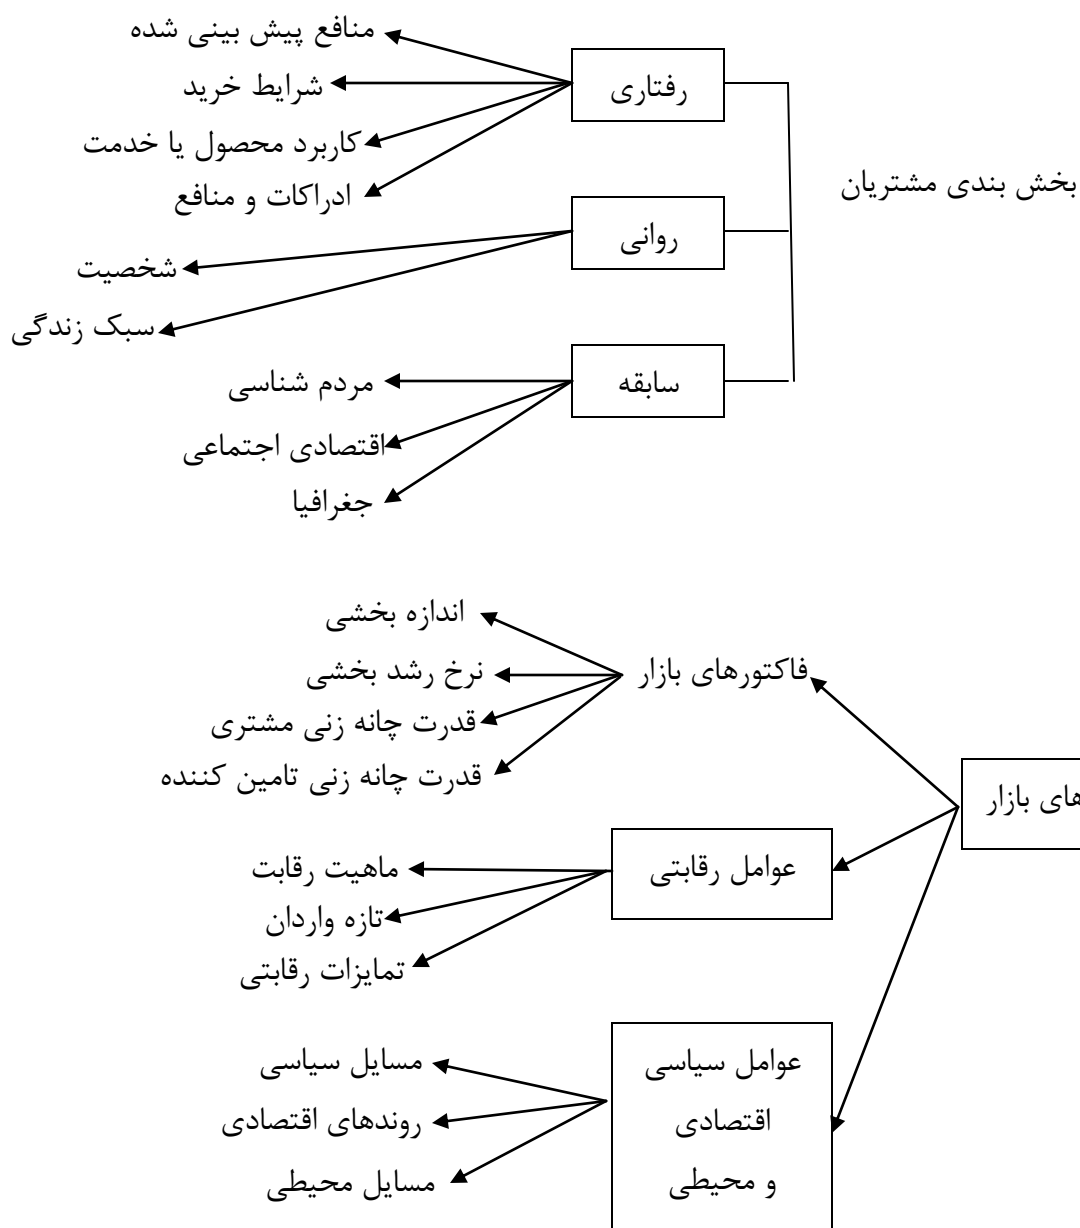 بخش بندی مشتریان
رفتاری
منافع پیش بینی شده
شرایط خرید
کاربرد محصول یا خدمت
ادراکات و منافع
روانی
شخصیت
سبک زندگی
سابقه
مردم شناسی
اقتصادی اجتماعی
جغرافیا
های بازار
فاکتورهای بازار
اندازه بخشی
نرخ رشد بخشی
قدرت چانه زنی مشتری
قدرت چانه زنی تامین کننده
عوامل رقابتی
ماهیت رقابت
تازه واردان
تمایزات رقابتی
عوامل سیاسی
اقتصادی
و محیطی
مسایل سیاسی
روندهای اقتصادی
مسایل محیطی